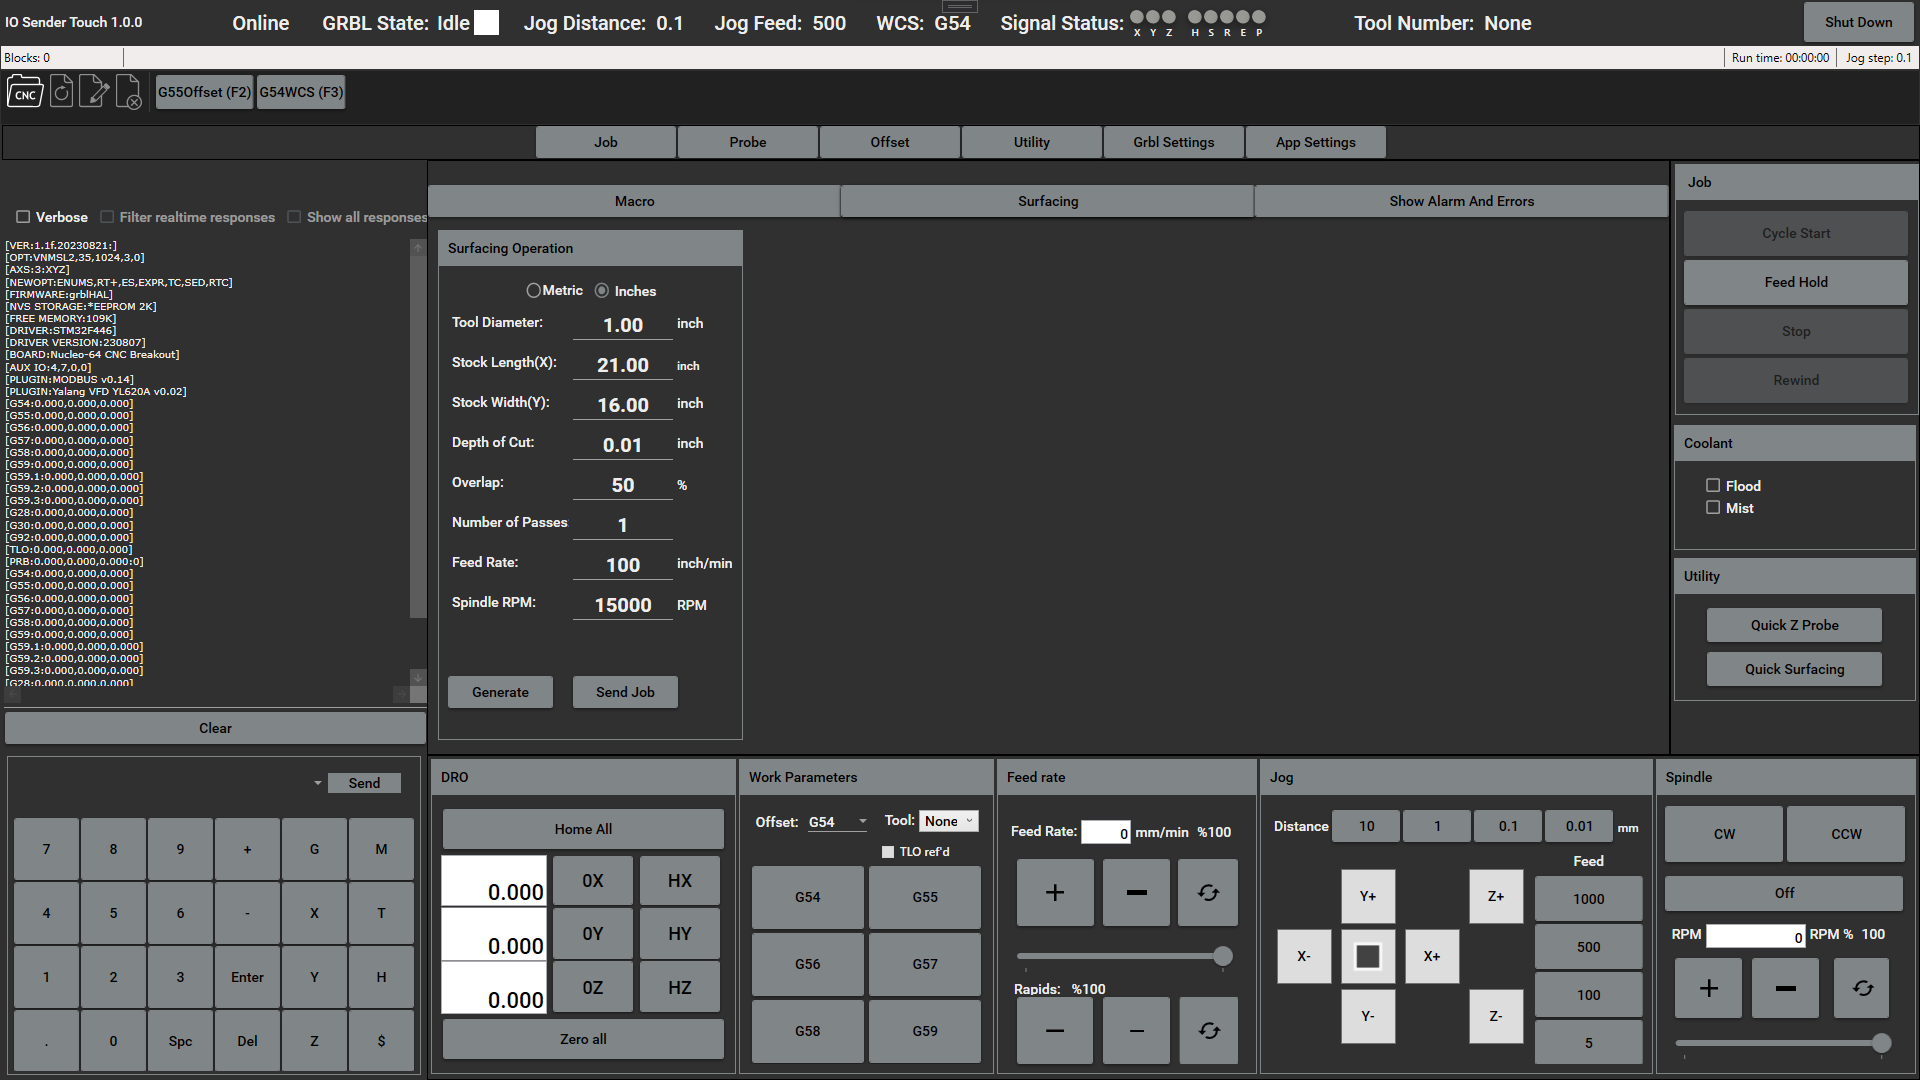 IO Sender Touch 1.0.0
Online
GRBL State: Idle
Jog Distance: 0.1
Jog Feed: 500
WCS: G54
Signal Status:
X Y Z
H S R E P
Tool Number: None
Shut Down
Blocks: 0
Run time: 00:00:00
Jog step: 0.1
CNC
G55Offset (F2)
G54WCS (F3)
Job
Probe
Offset
Utility
Grbl Settings
App Settings
Verbose
Filter realtime responses
Show all responses
[VER:1.1f.20230821:]
[OPT:VNMSL2,35,1024,3,0]
[AXS:3:XYZ]
[NEWOPT:ENUMS,RT+,ES,EXPR,TC,SED,RTC]
[FIRMWARE:grblHAL]
[NVS STORAGE:*EEPROM 2K]
[FREE MEMORY:109K]
[DRIVER:STM32F446]
[DRIVER VERSION:230807]
[BOARD:Nucleo-64 CNC Breakout]
[AUX IO:4,7,0,0]
[PLUGIN:MODBUS v0.14]
[PLUGIN:Yalang VFD YL620A v0.02]
[G54:0.000,0.000,0.000]
[G55:0.000,0.000,0.000]
[G56:0.000,0.000,0.000]
[G57:0.000,0.000,0.000]
[G58:0.000,0.000,0.000]
[G59:0.000,0.000,0.000]
[G59.1:0.000,0.000,0.000]
[G59.2:0.000,0.000,0.000]
[G59.3:0.000,0.000,0.000]
[G28:0.000,0.000,0.000]
[G30:0.000,0.000,0.000]
[G92:0.000,0.000,0.000]
[TLO:0.000,0.000,0.000]
[PRB:0.000,0.000,0.000:0]
[G54:0.000,0.000,0.000]
[G55:0.000,0.000,0.000]
[G56:0.000,0.000,0.000]
[G57:0.000,0.000,0.000]
[G58:0.000,0.000,0.000]
[G59:0.000,0.000,0.000]
[G59.1:0.000,0.000,0.000]
[G59.2:0.000,0.000,0.000]
[G59.3:0.000,0.000,0.000]
[G28:0.000,0.000,0.000]
Clear
Send
7 8 9 + G M
4 5 6 - X T
1 2 3 Enter Y H
. 0 Spc Del Z $
Macro
Surfacing
Show Alarm And Errors
Surfacing Operation
Metric
Inches
Tool Diameter: 1.00 inch
Stock Length(X): 21.00 inch
Stock Width(Y): 16.00 inch
Depth of Cut: 0.01 inch
Overlap: 50 %
Number of Passes 1
Feed Rate: 100 inch/min
Spindle RPM: 15000 RPM
Generate
Send Job
Job
Cycle Start
Feed Hold
Stop
Rewind
Coolant
Flood
Mist
Utility
Quick Z Probe
Quick Surfacing
DRO
Home All
0.000 0X HX
0.000 0Y HY
0.000 0Z HZ
Zero all
Work Parameters
Offset: G54
Tool: None
TLO ref'd
G54 G55
G56 G57
G58 G59
Feed rate
Feed Rate: 0 mm/min %100
+ −
Rapids: %100
− −
Jog
Distance 10 1 0.1 0.01 mm
Feed
Y+ Z+
X- X+
Y- Z-
1000
500
100
5
Spindle
CW CCW
Off
RPM 0 RPM % 100
+ −